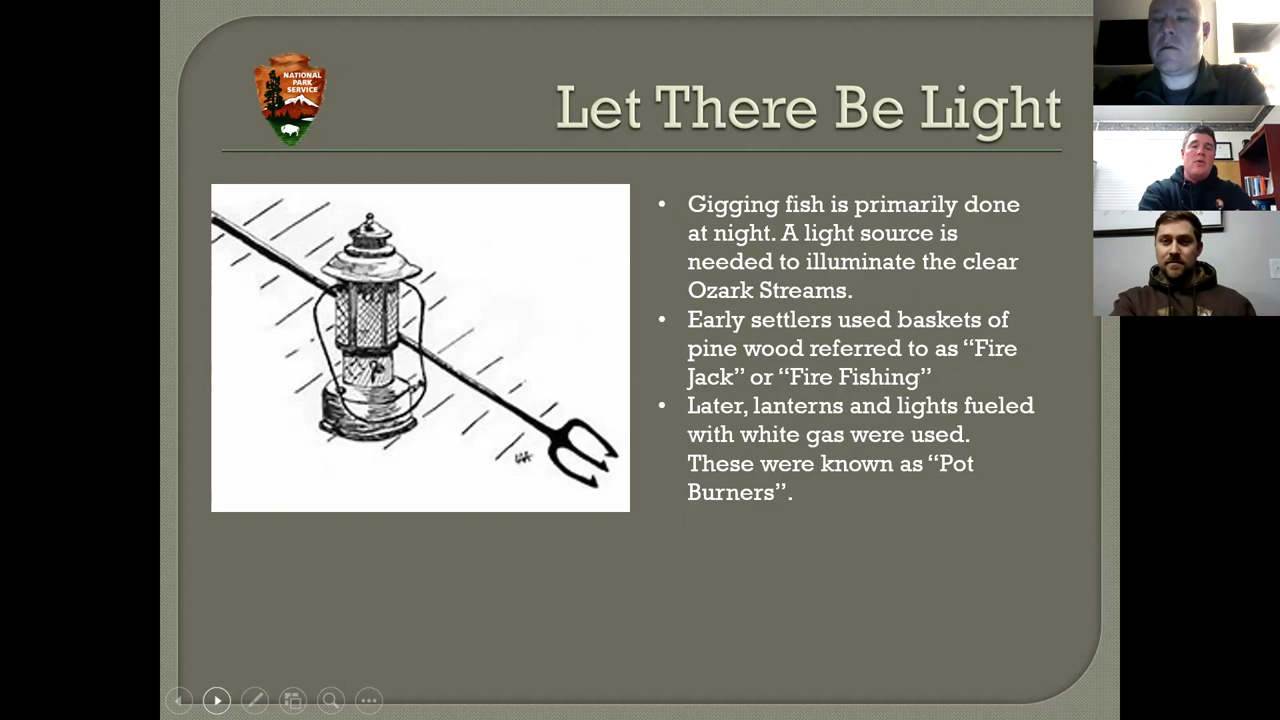 NATIONAL
PARK
SERVICE
Let There Be Light
• Gigging fish is primarily done
at night. A light source is
needed to illuminate the clear
Ozark Streams.
• Early settlers used baskets of
pine wood referred to as “Fire
Jack” or “Fire Fishing”
• Later, lanterns and lights fueled
with white gas were used.
These were known as “Pot
Burners”.